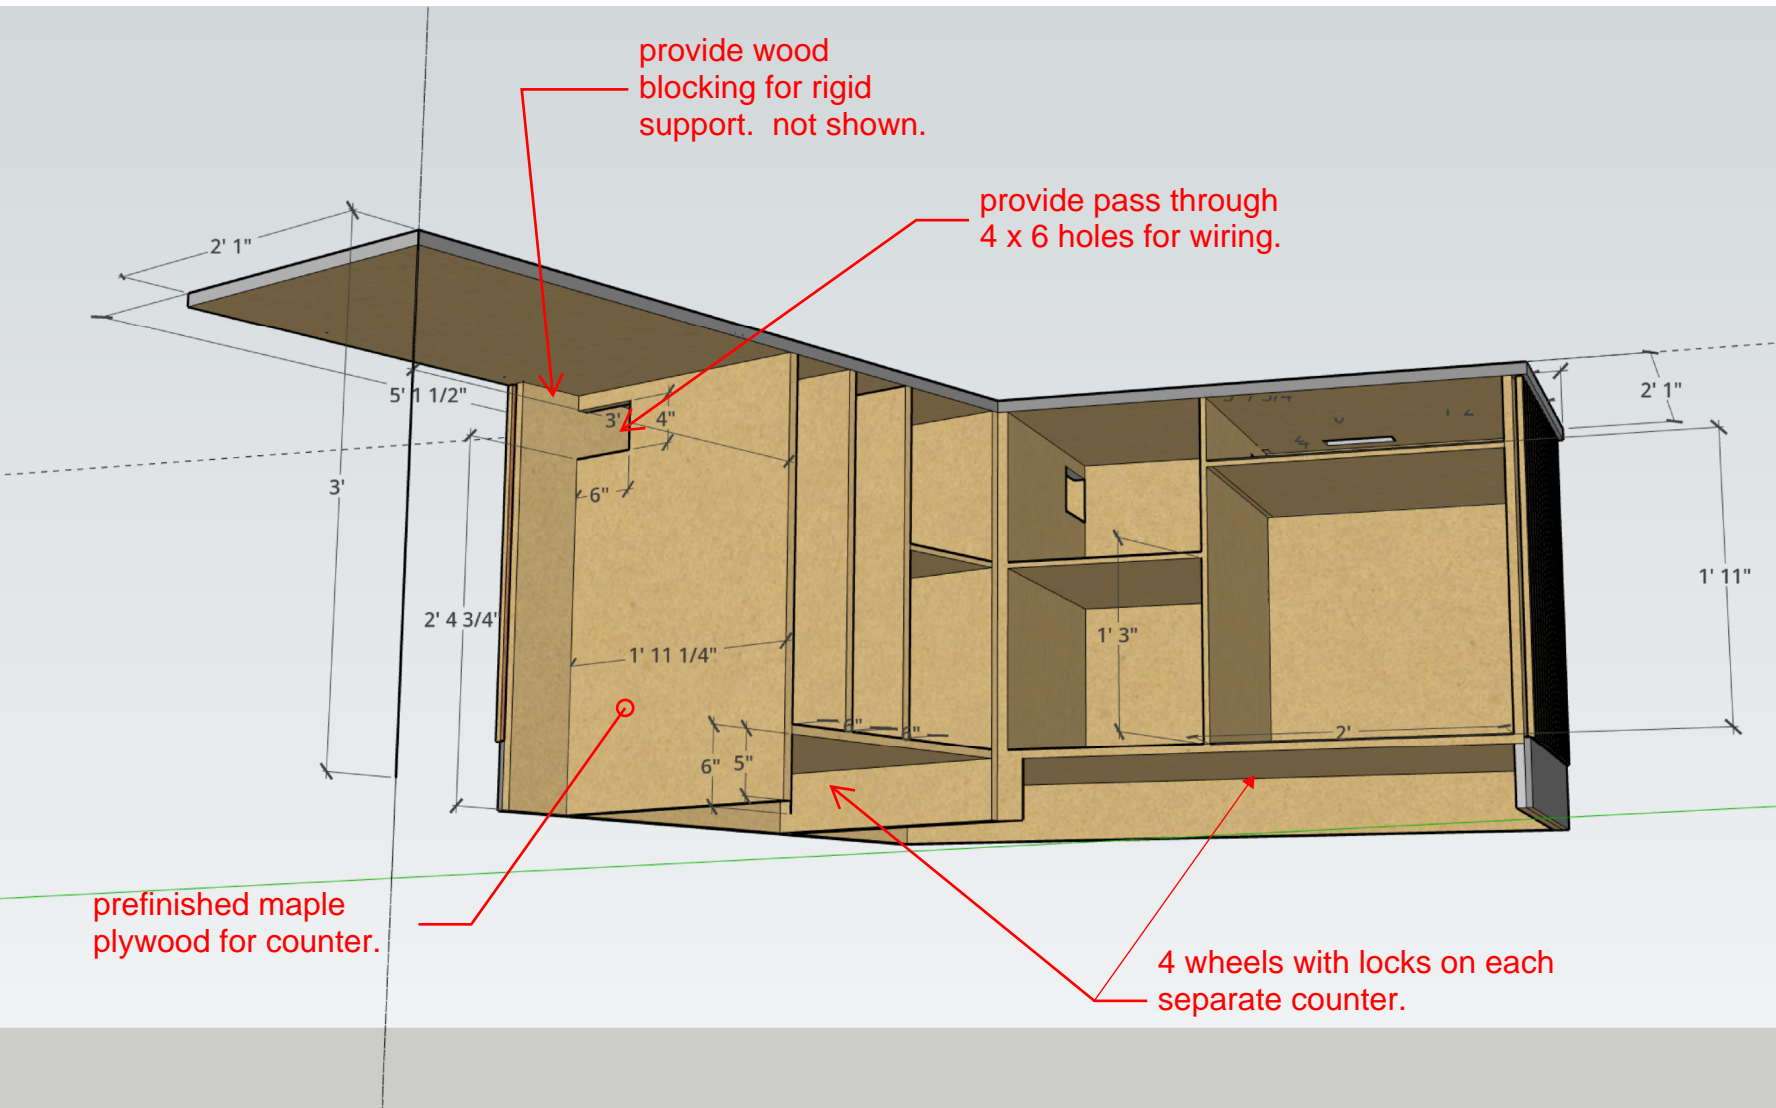 provide wood
blocking for rigid
support.  not shown.
provide pass through
4 x 6 holes for wiring.
2' 1"
5' 1 1/2"
3'
4"
2' 1"
3'
6"
1' 11"
2' 4 3/4"
1' 3"
1' 11 1/4"
6"
6"
2'
6"
5"
prefinished maple
plywood for counter.
4 wheels with locks on each
separate counter.